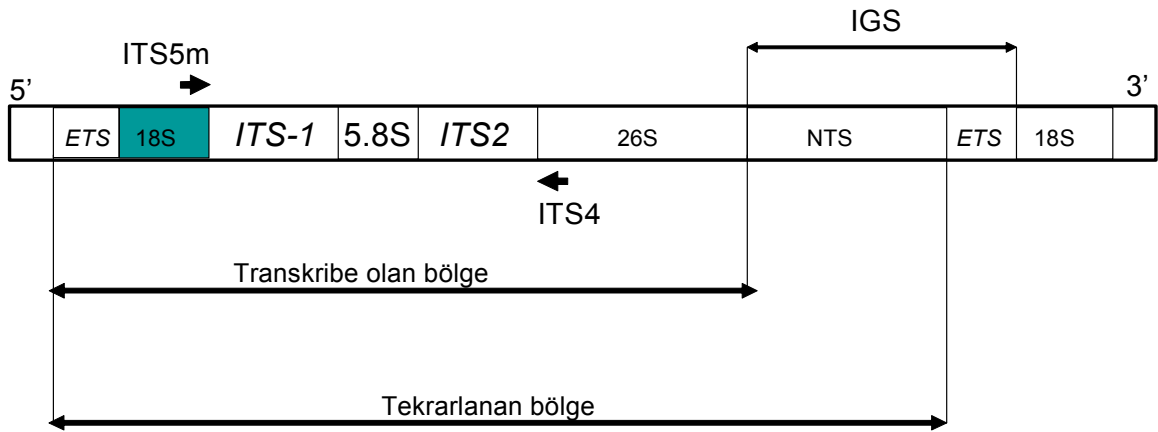 IGS
ITS5m
5’ 3’
ETS 18S ITS-1 5.8S ITS2 26S NTS ETS 18S
ITS4
Transkribe olan bölge
Tekrarlanan bölge